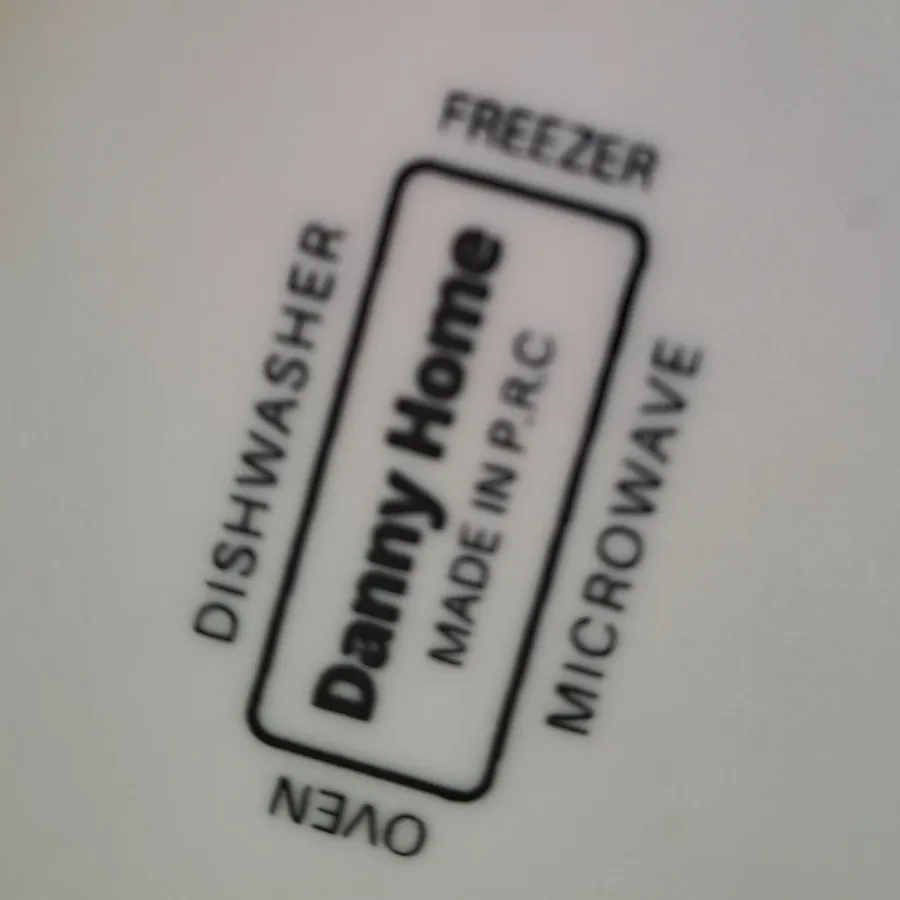 FREEZER
DISHWASHER
Danny Home
MADE IN P.R.C
MICROWAVE
OVEN